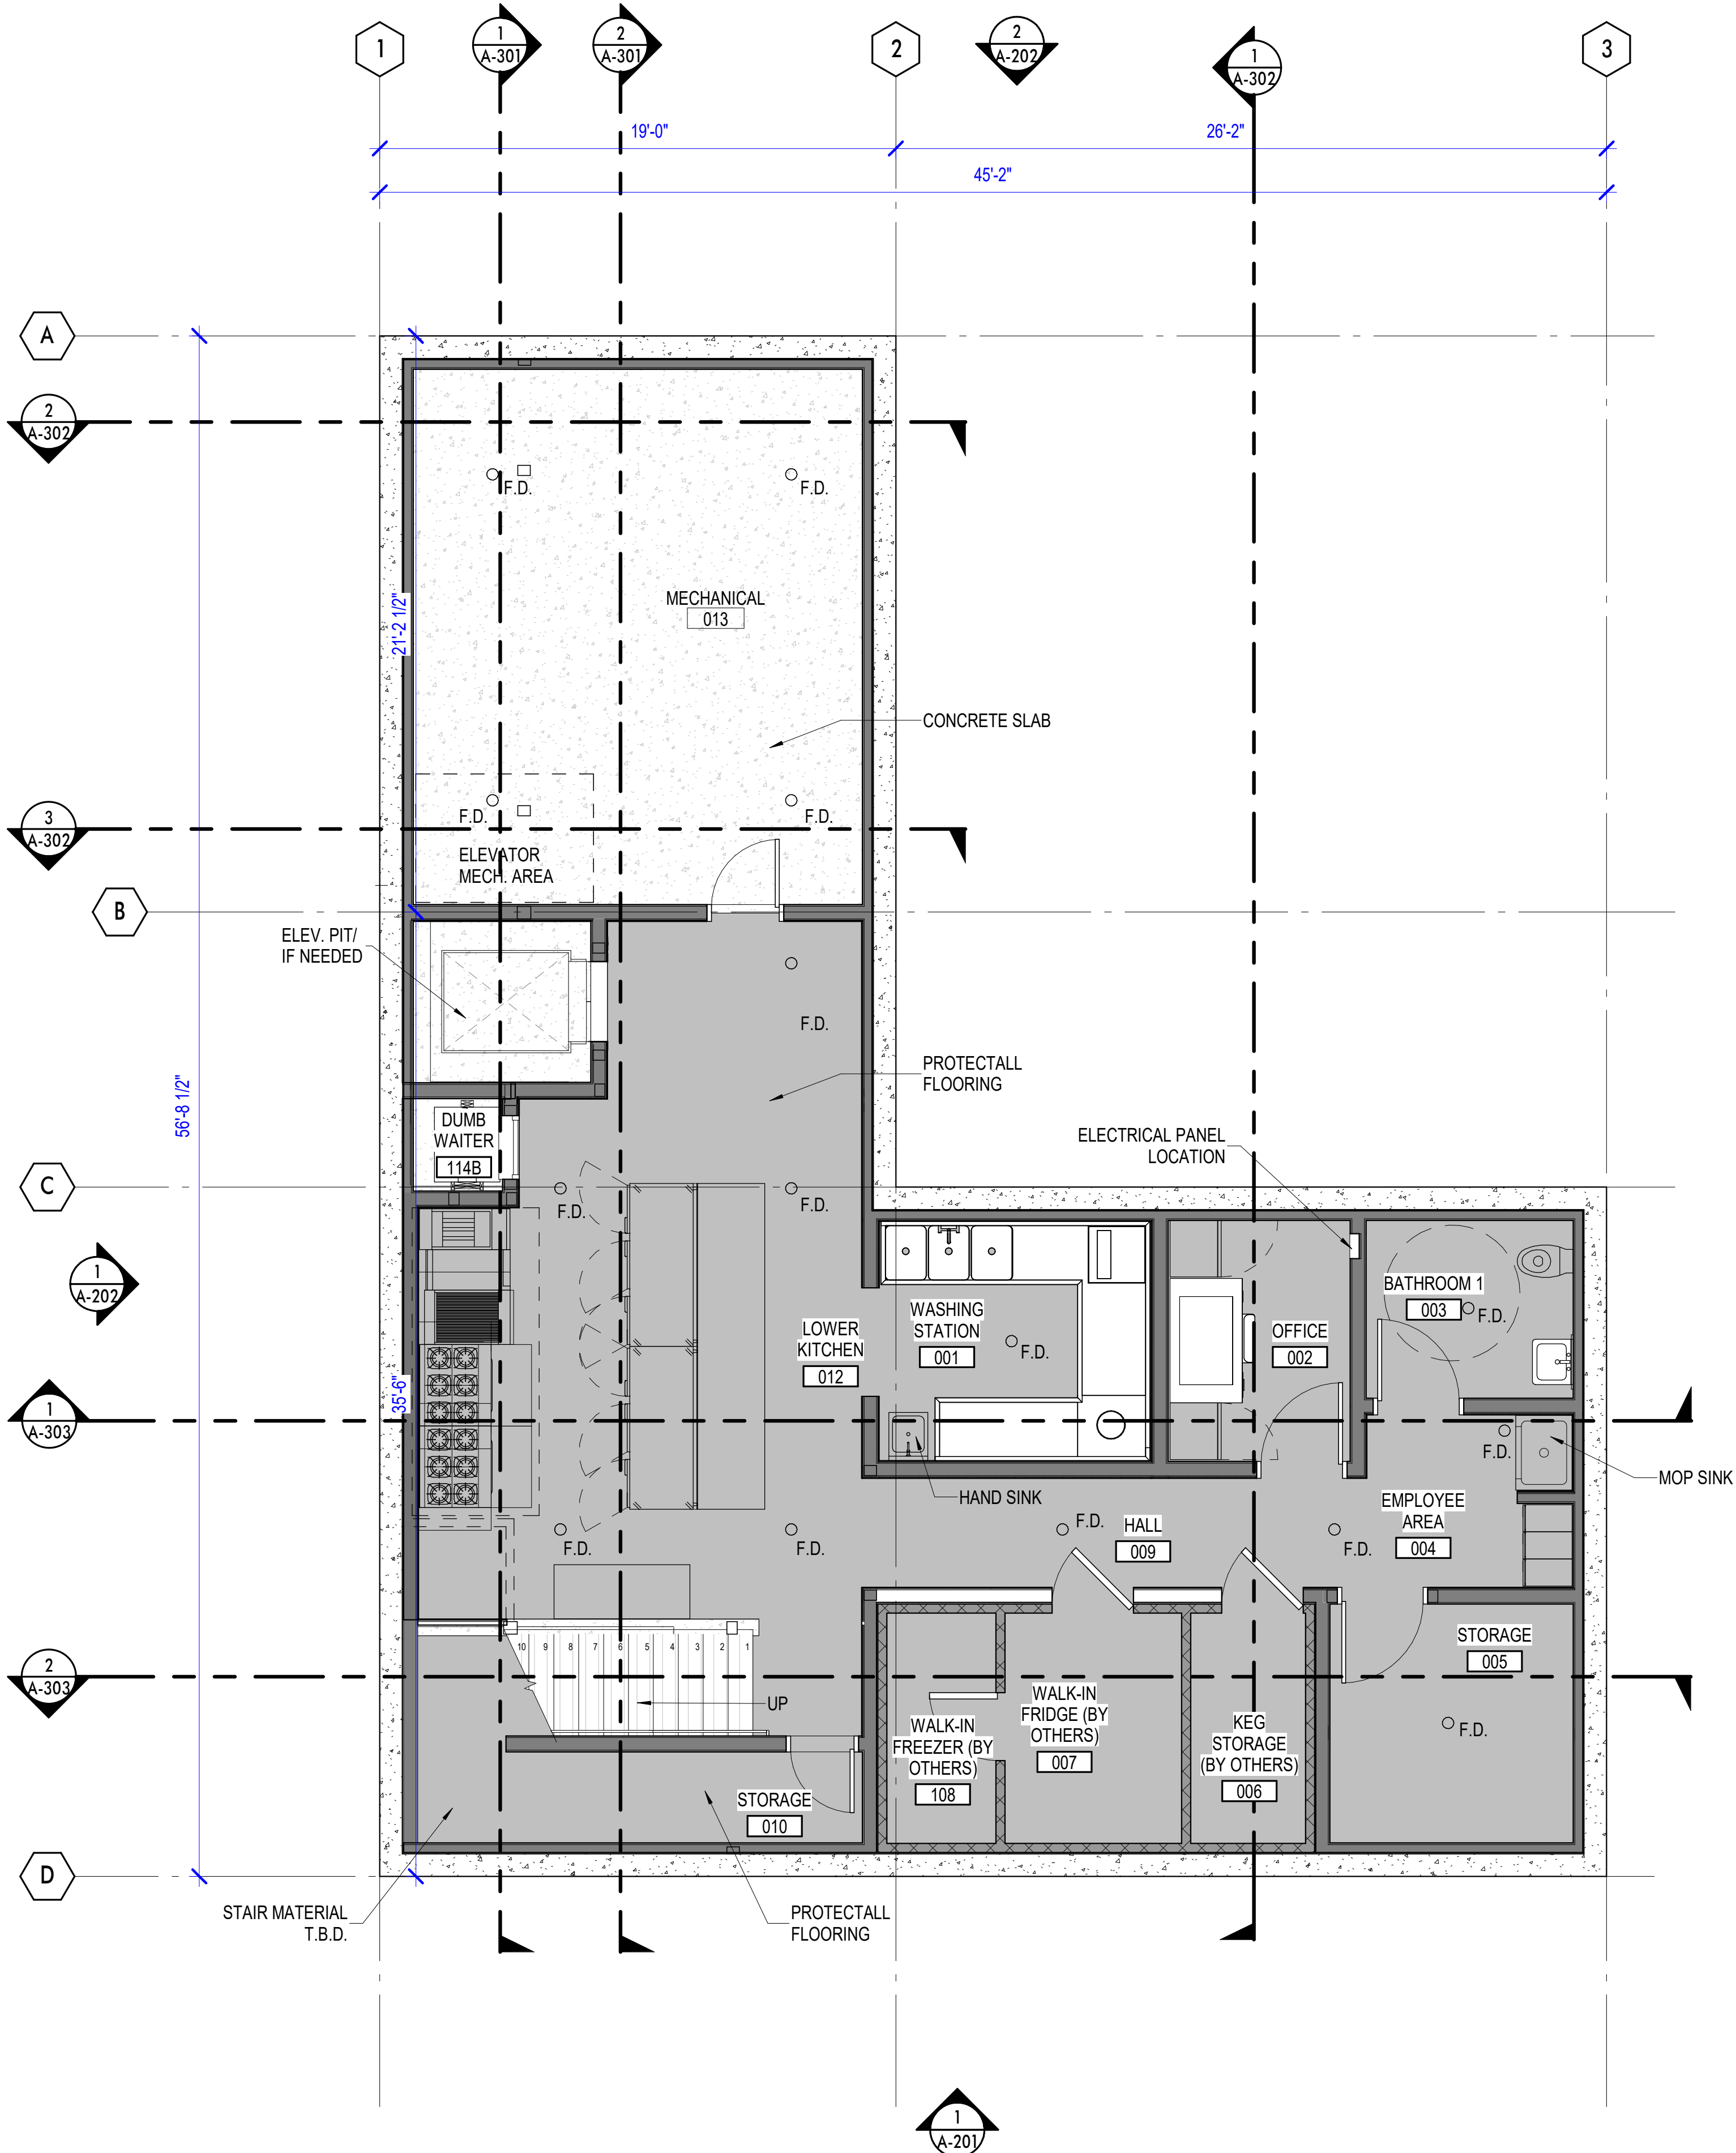 1
1
A-301
2
A-301
2
2
A-202
1
A-302
3
19'-0"
26'-2"
45'-2"
A
2
A-302
F.D.
F.D.
21'-2 1/2"
MECHANICAL
013
CONCRETE SLAB
3
A-302
F.D.
F.D.
ELEVATOR
MECH. AREA
B
ELEV. PIT/
IF NEEDED
F.D.
PROTECTALL
FLOORING
56'-8 1/2"
DUMB
WAITER
114B
ELECTRICAL PANEL
LOCATION
C
F.D.
F.D.
1
A-202
BATHROOM 1
003
F.D.
WASHING
STATION
001
F.D.
LOWER
KITCHEN
012
OFFICE
002
35'-6"
1
A-303
F.D.
MOP SINK
HAND SINK
EMPLOYEE
AREA
004
F.D.
F.D.
F.D.
HALL
009
F.D.
10
9
8
7
6
5
4
3
2
1
STORAGE
005
2
A-303
UP
WALK-IN
FRIDGE (BY
OTHERS)
007
WALK-IN
FREEZER (BY
OTHERS)
108
KEG
STORAGE
(BY OTHERS)
006
F.D.
STORAGE
010
D
STAIR MATERIAL
T.B.D.
PROTECTALL
FLOORING
1
A-201